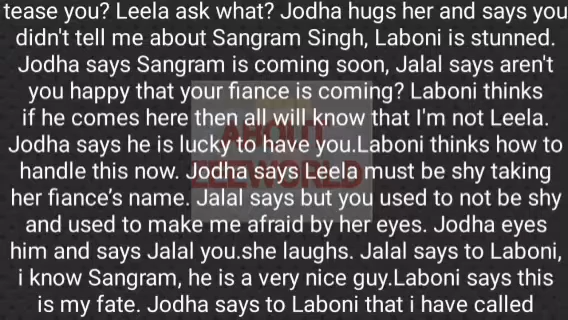 tease you? Leela ask what? Jodha hugs her and says you
didn't tell me about Sangram Singh, Laboni is stunned.
Jodha says Sangram is coming soon, Jalal says aren't
you happy that your fiance is coming? Laboni thinks
if he comes here then all will know that I'm not Leela.
Jodha says he is lucky to have you.Laboni thinks how to
handle this now. Jodha says Leela must be shy taking
her fiance’s name. Jalal says but you used to not be shy
and used to make me afraid by her eyes. Jodha eyes
him and says Jalal you.she laughs. Jalal says to Laboni,
i know Sangram, he is a very nice guy.Laboni says this
is my fate. Jodha says to Laboni that i have called
ABOUT